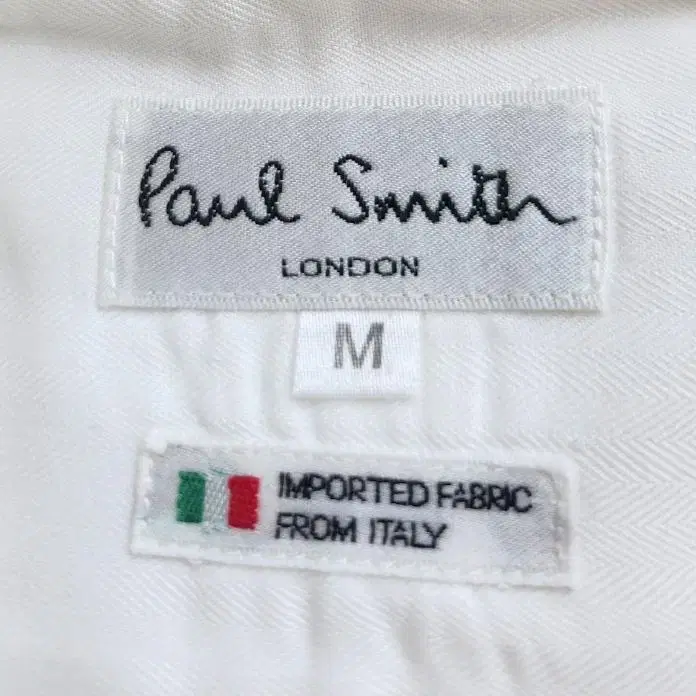 Paul Smith
LONDON
M
IMPORTED FABRIC
FROM ITALY